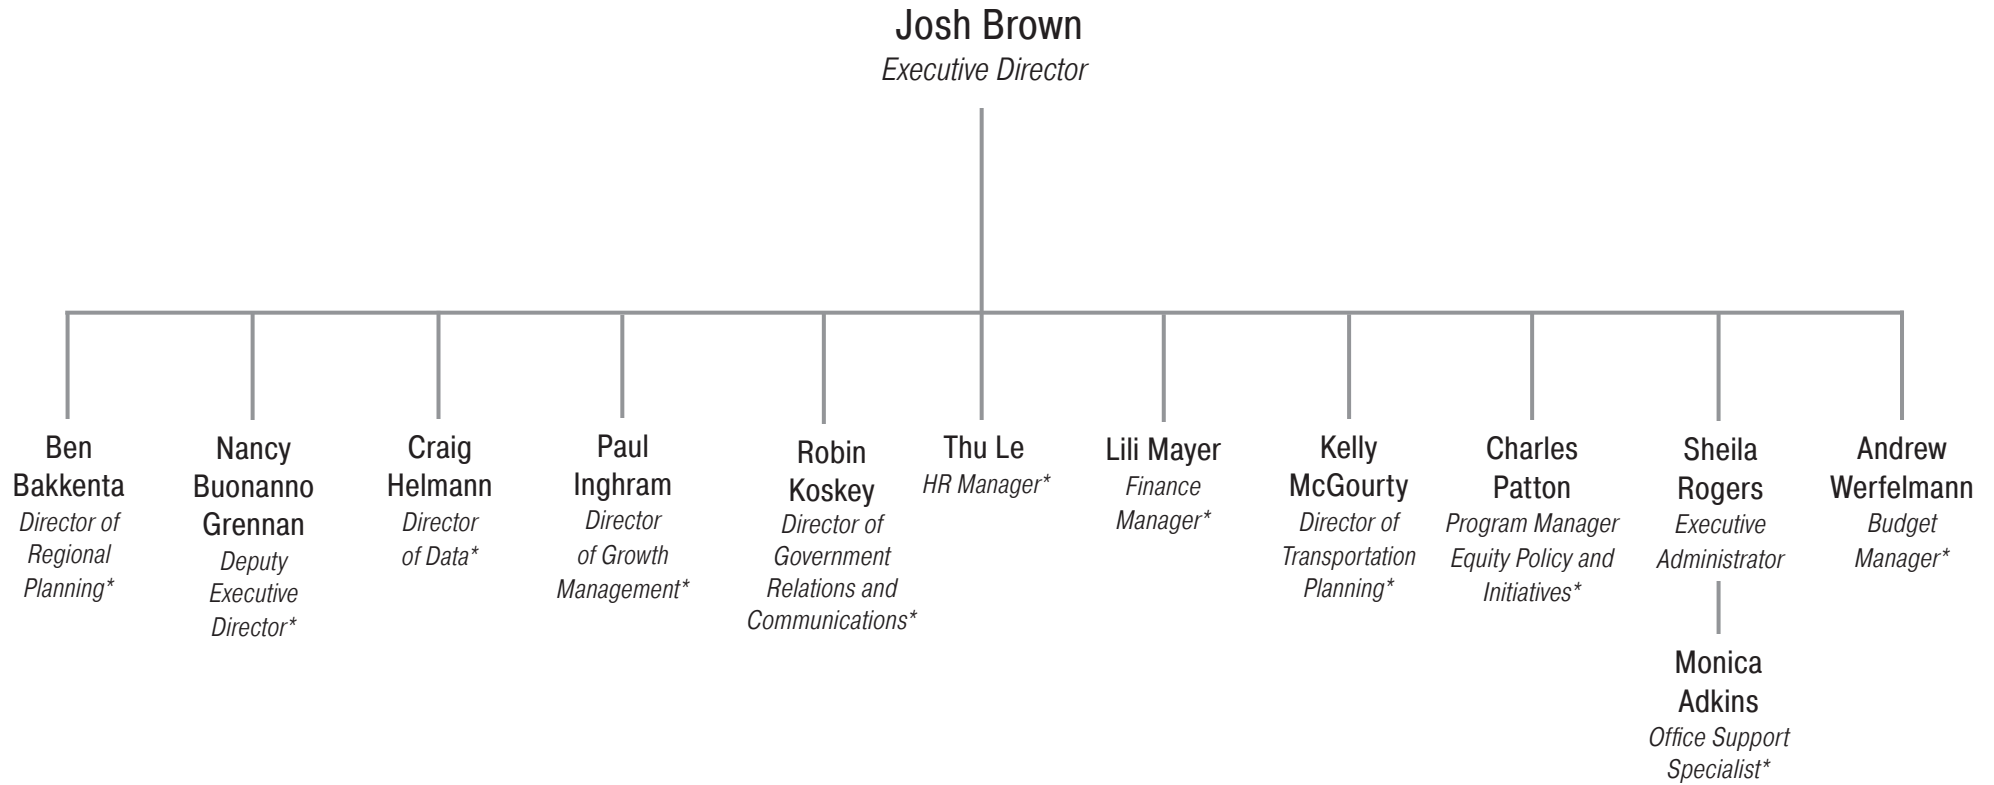 Josh Brown
Executive Director
Ben
Bakkenta
Director of
Regional
Planning*
Nancy
Buonanno
Grennan
Deputy
Executive
Director*
Craig
Helmann
Director
of Data*
Paul
Inghram
Director
of Growth
Management*
Robin
Koskey
Director of
Government
Relations and
Communications*
Thu Le
HR Manager*
Lili Mayer
Finance
Manager*
Kelly
McGourty
Director of
Transportation
Planning*
Charles
Patton
Program Manager
Equity Policy and
Initiatives*
Sheila
Rogers
Executive
Administrator
Monica
Adkins
Office Support
Specialist*
Andrew
Werfelmann
Budget
Manager*